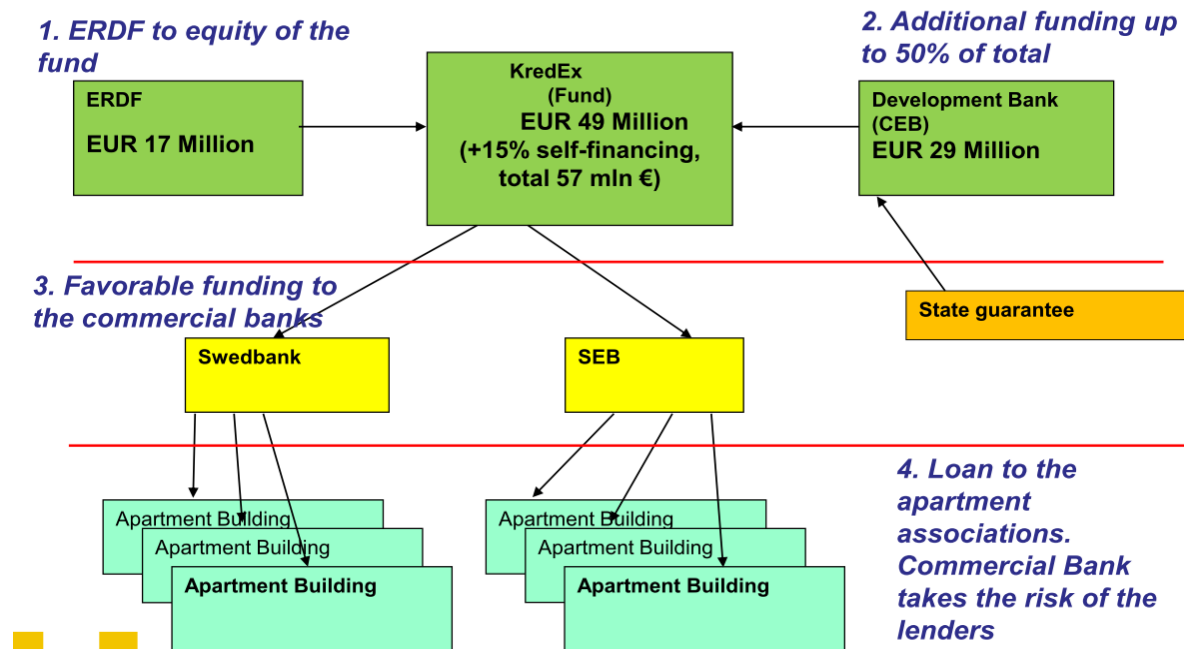 1. ERDF to equity of the
fund
2. Additional funding up
to 50% of total
ERDF
EUR 17 Million
KredEx
(Fund)
EUR 49 Million
(+15% self-financing,
total 57 mln €)
Development Bank
(CEB)
EUR 29 Million
3. Favorable funding to
the commercial banks
State guarantee
Swedbank
SEB
Apartment Building
Apartment Building
Apartment Building
Apartment Building
Apartment Building
Apartment Building
4. Loan to the
apartment
associations.
Commercial Bank
takes the risk of the
lenders